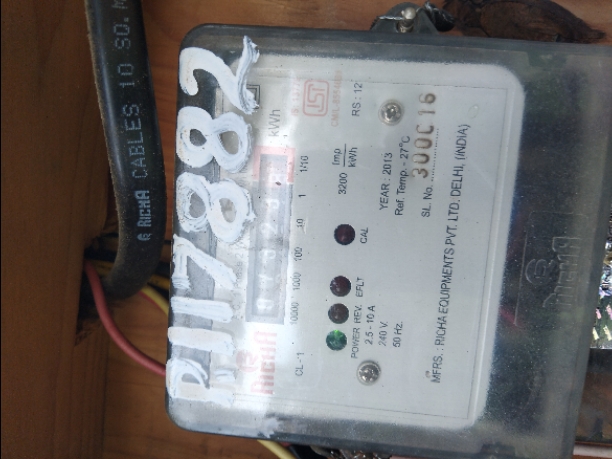 P117882
kWh
RICHA
10000 1000 100 10 1 1/10
CL-1
RS : 12
3200 Imp
kWh
POWER REV. EFLT CAL
2.5 - 10 A
240 V
50 Hz.
YEAR : 2013
Ref. Temp. - 27°C
SL. No. 300C16
MFRS. : RICHA EQUIPMENTS PVT. LTD. DELHI, (INDIA)
RICHA
RICHA CABLES 10 SQ. M